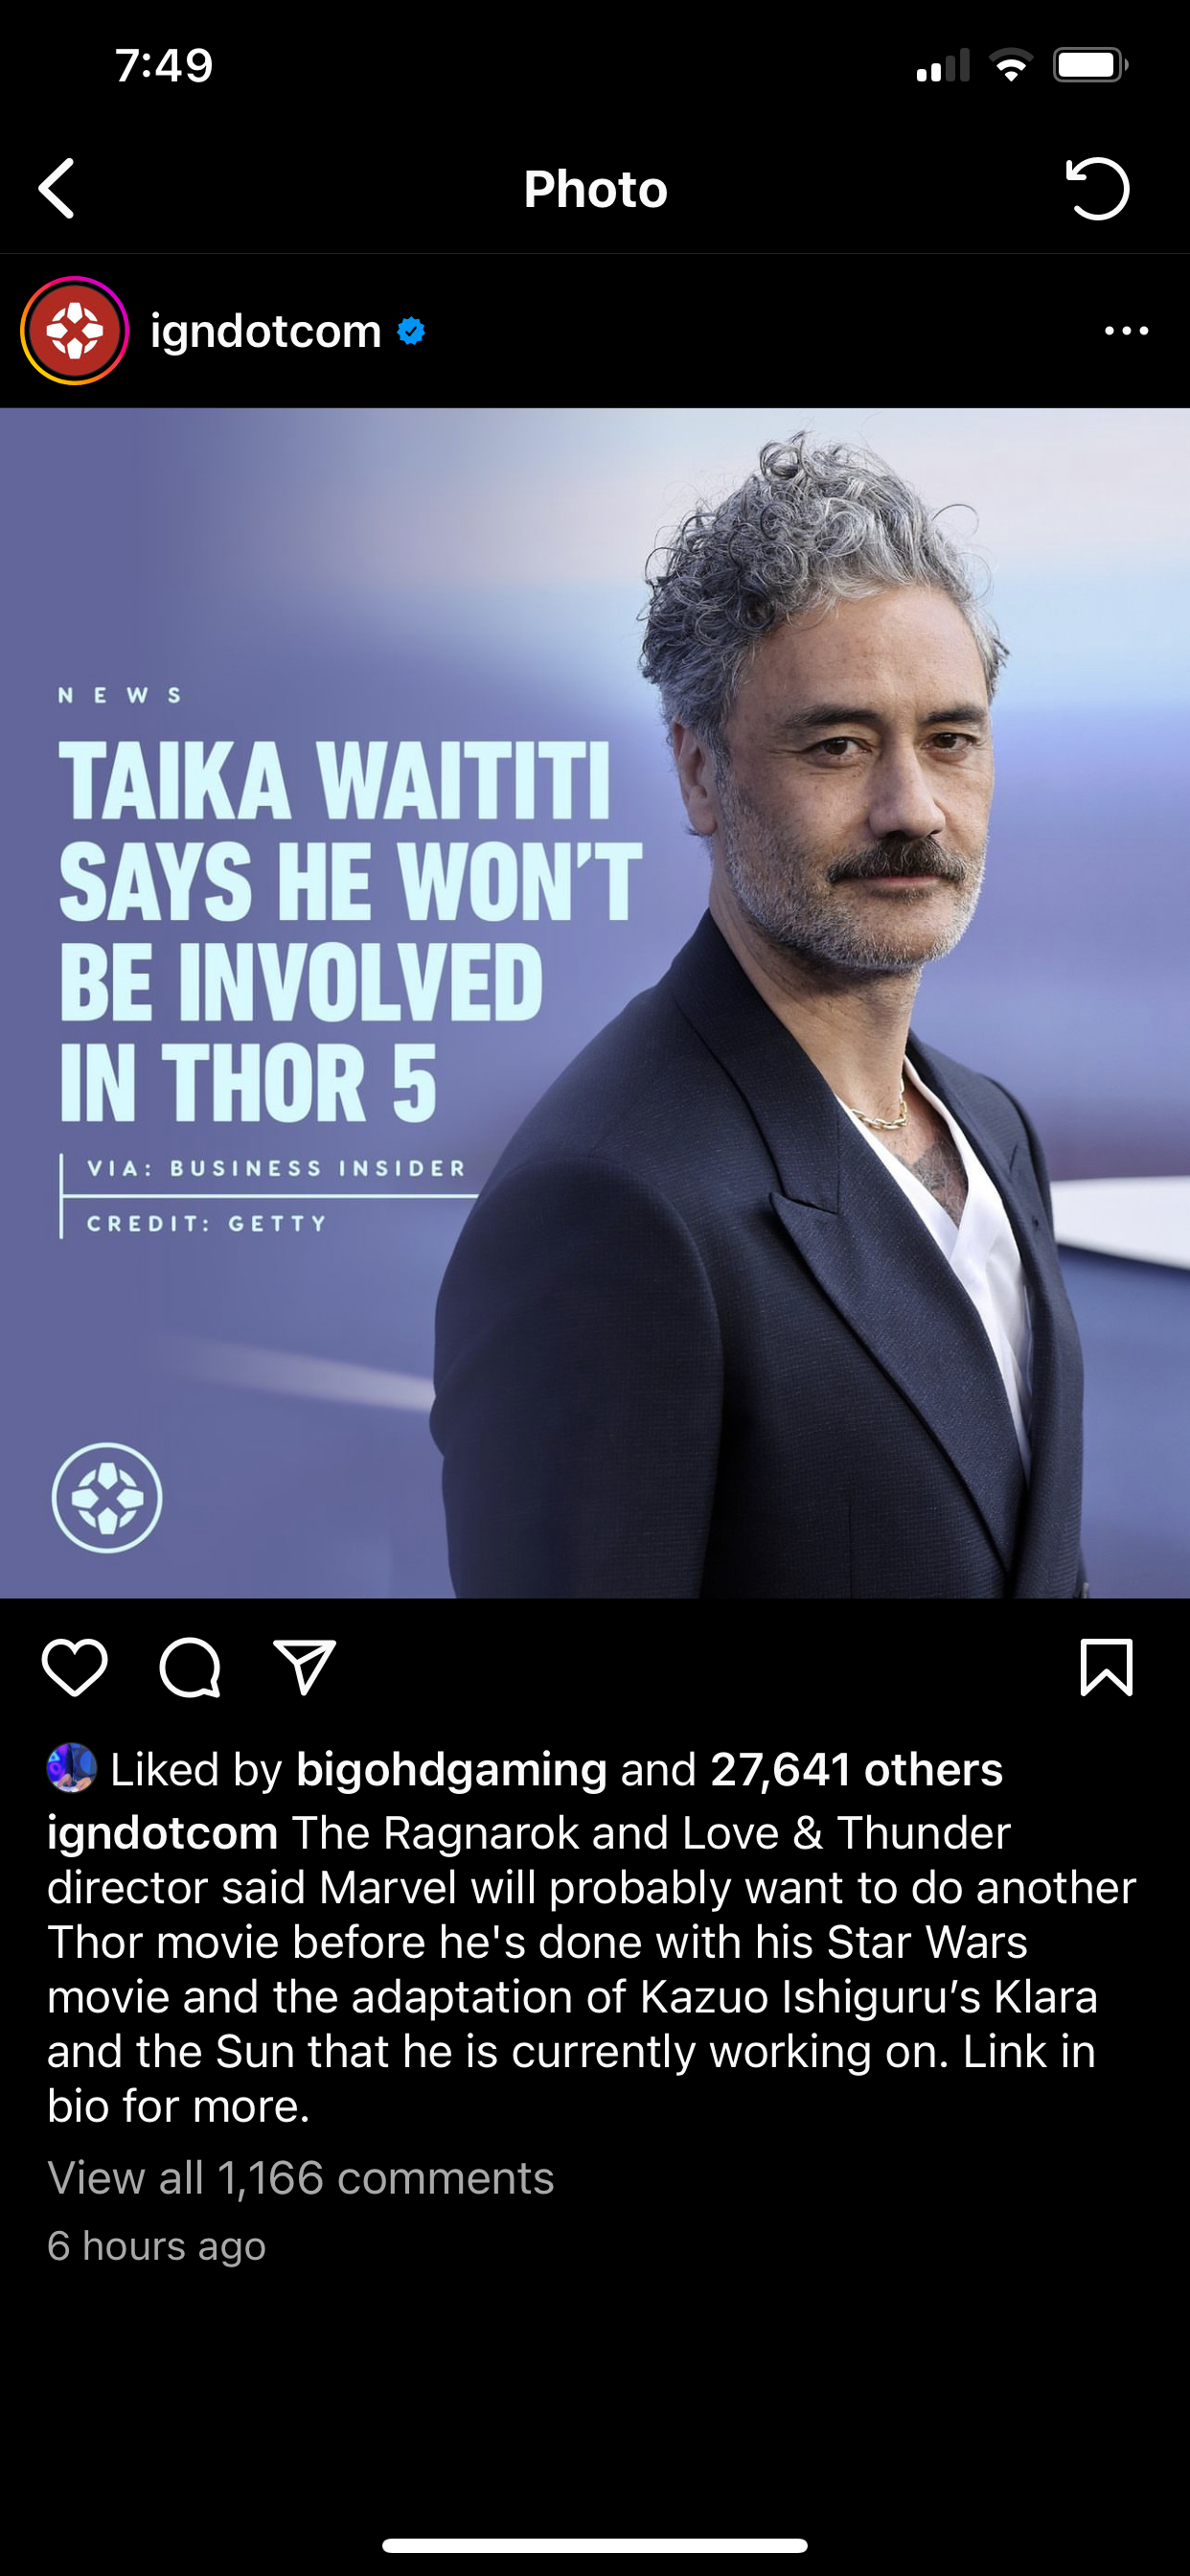 7:49
Photo
igndotcom
NEWS
TAIKA WAITITI
SAYS HE WON'T
BE INVOLVED
IN THOR 5
VIA: BUSINESS INSIDER
CREDIT: GETTY
Liked by bigohdgaming and 27,641 others
igndotcom The Ragnarok and Love & Thunder
director said Marvel will probably want to do another
Thor movie before he's done with his Star Wars
movie and the adaptation of Kazuo Ishiguru’s Klara
and the Sun that he is currently working on. Link in
bio for more.
View all 1,166 comments
6 hours ago